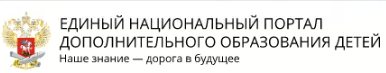 ЕДИНЫЙ НАЦИОНАЛЬНЫЙ ПОРТАЛ
ДОПОЛНИТЕЛЬНОГО ОБРАЗОВАНИЯ ДЕТЕЙ
Наше знание — дорога в будущее